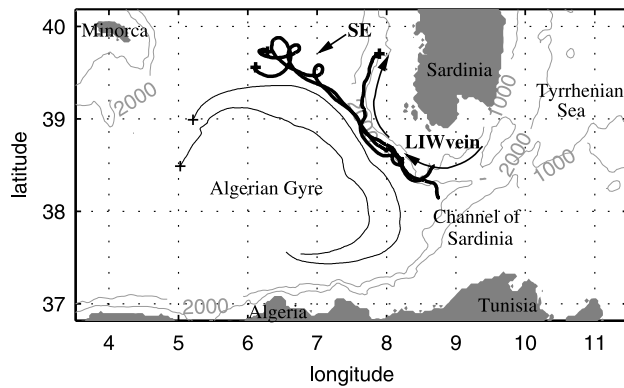 40
39
38
37
latitude
Minorca
2000
SE
Sardinia
1000
Tyrrhenian
Sea
LIWvein
2000
1000
Algerian Gyre
Channel of
Sardinia
2000
Algeria
Tunisia
4 5 6 7 8 9 10 11
longitude